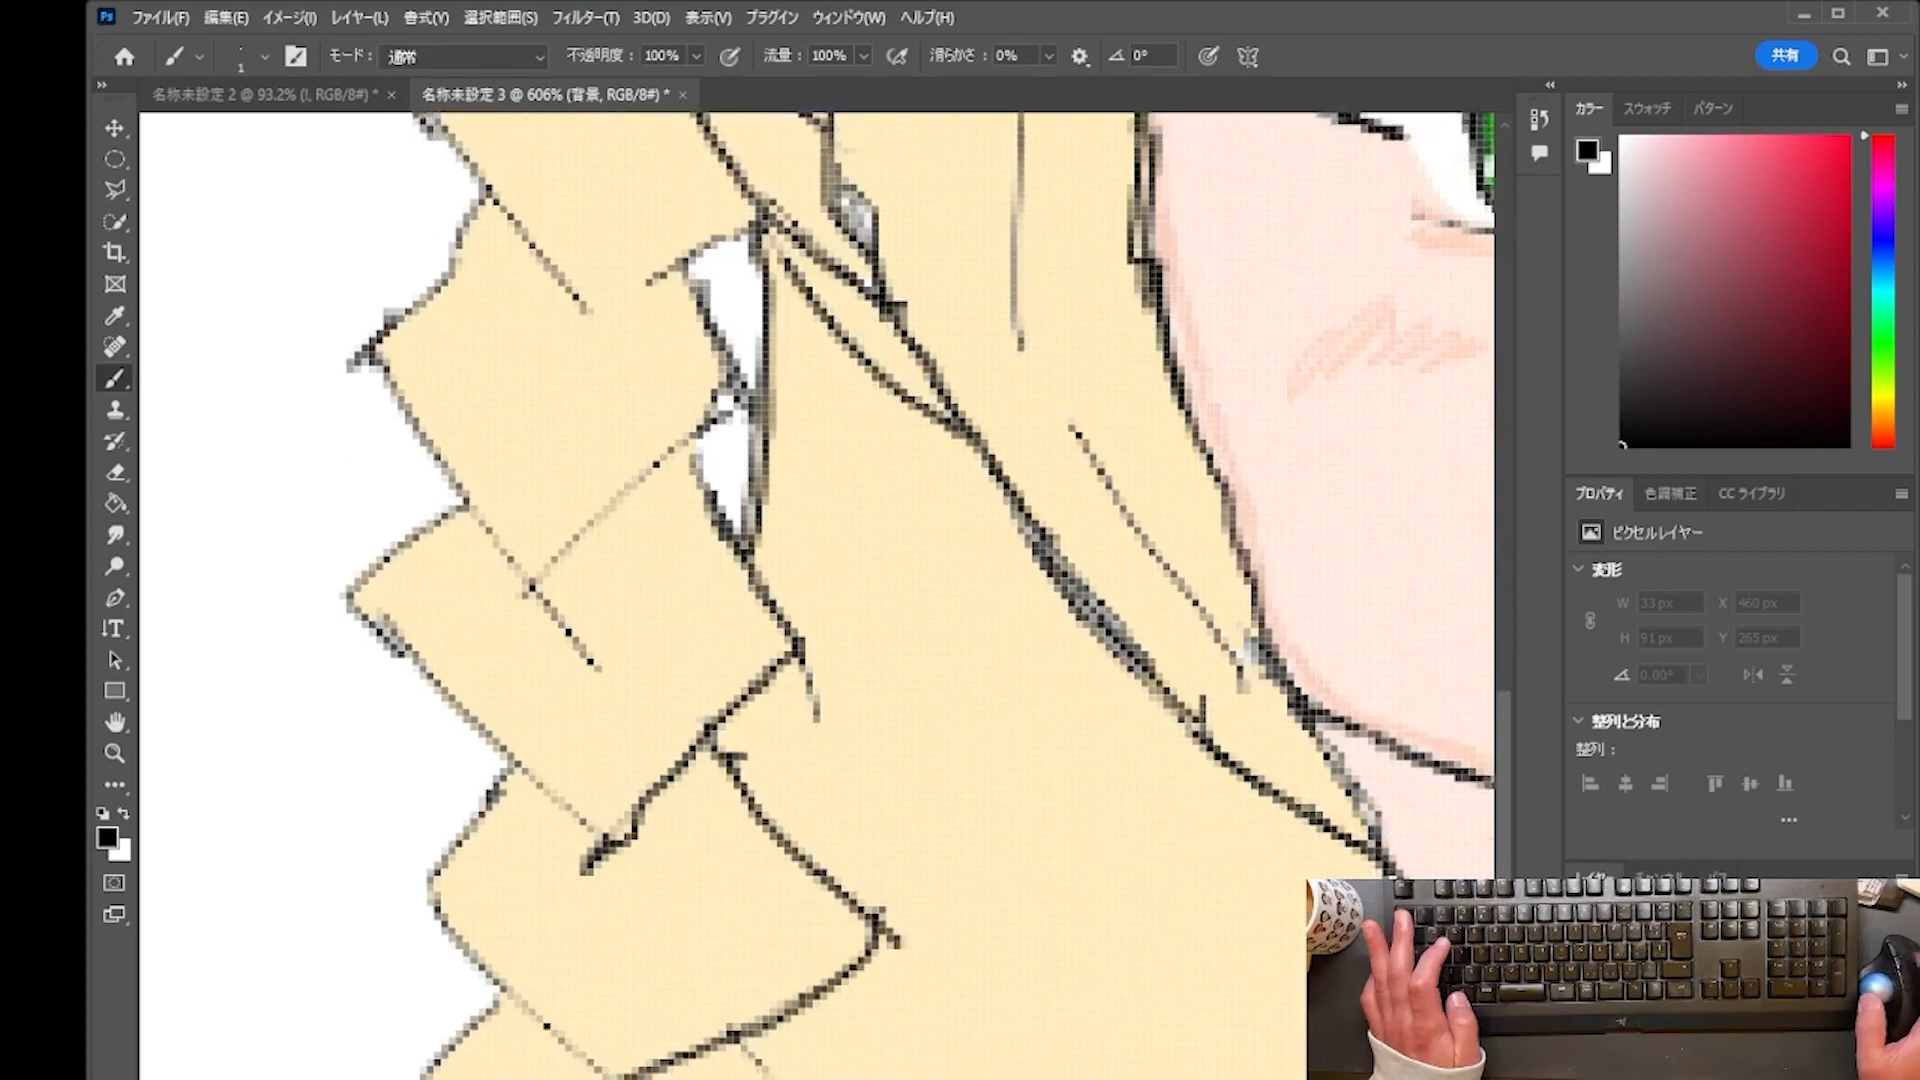 Ps ファイル(F) 編集(E) イメージ(I) レイヤー(L) 書式(Y) 選択範囲(S) フィルター(T) 3D(D) 表示(V) プラグイン ウィンドウ(W) ヘルプ(H)
1 モード: 通常 不透明度: 100% 流量: 100% 滑らかさ: 0% 0° 共有
名称未設定 2 @ 93.2% (l, RGB/8#) * × 名称未設定 3 @ 606% (背景, RGB/8#) * ×
カラー スウォッチ パターン
プロパティ 色調補正 CC ライブラリ
ピクセルレイヤー
変形
W 33 px X 460 px
H 91 px Y 265 px
0.00°
整列と分布
整列: